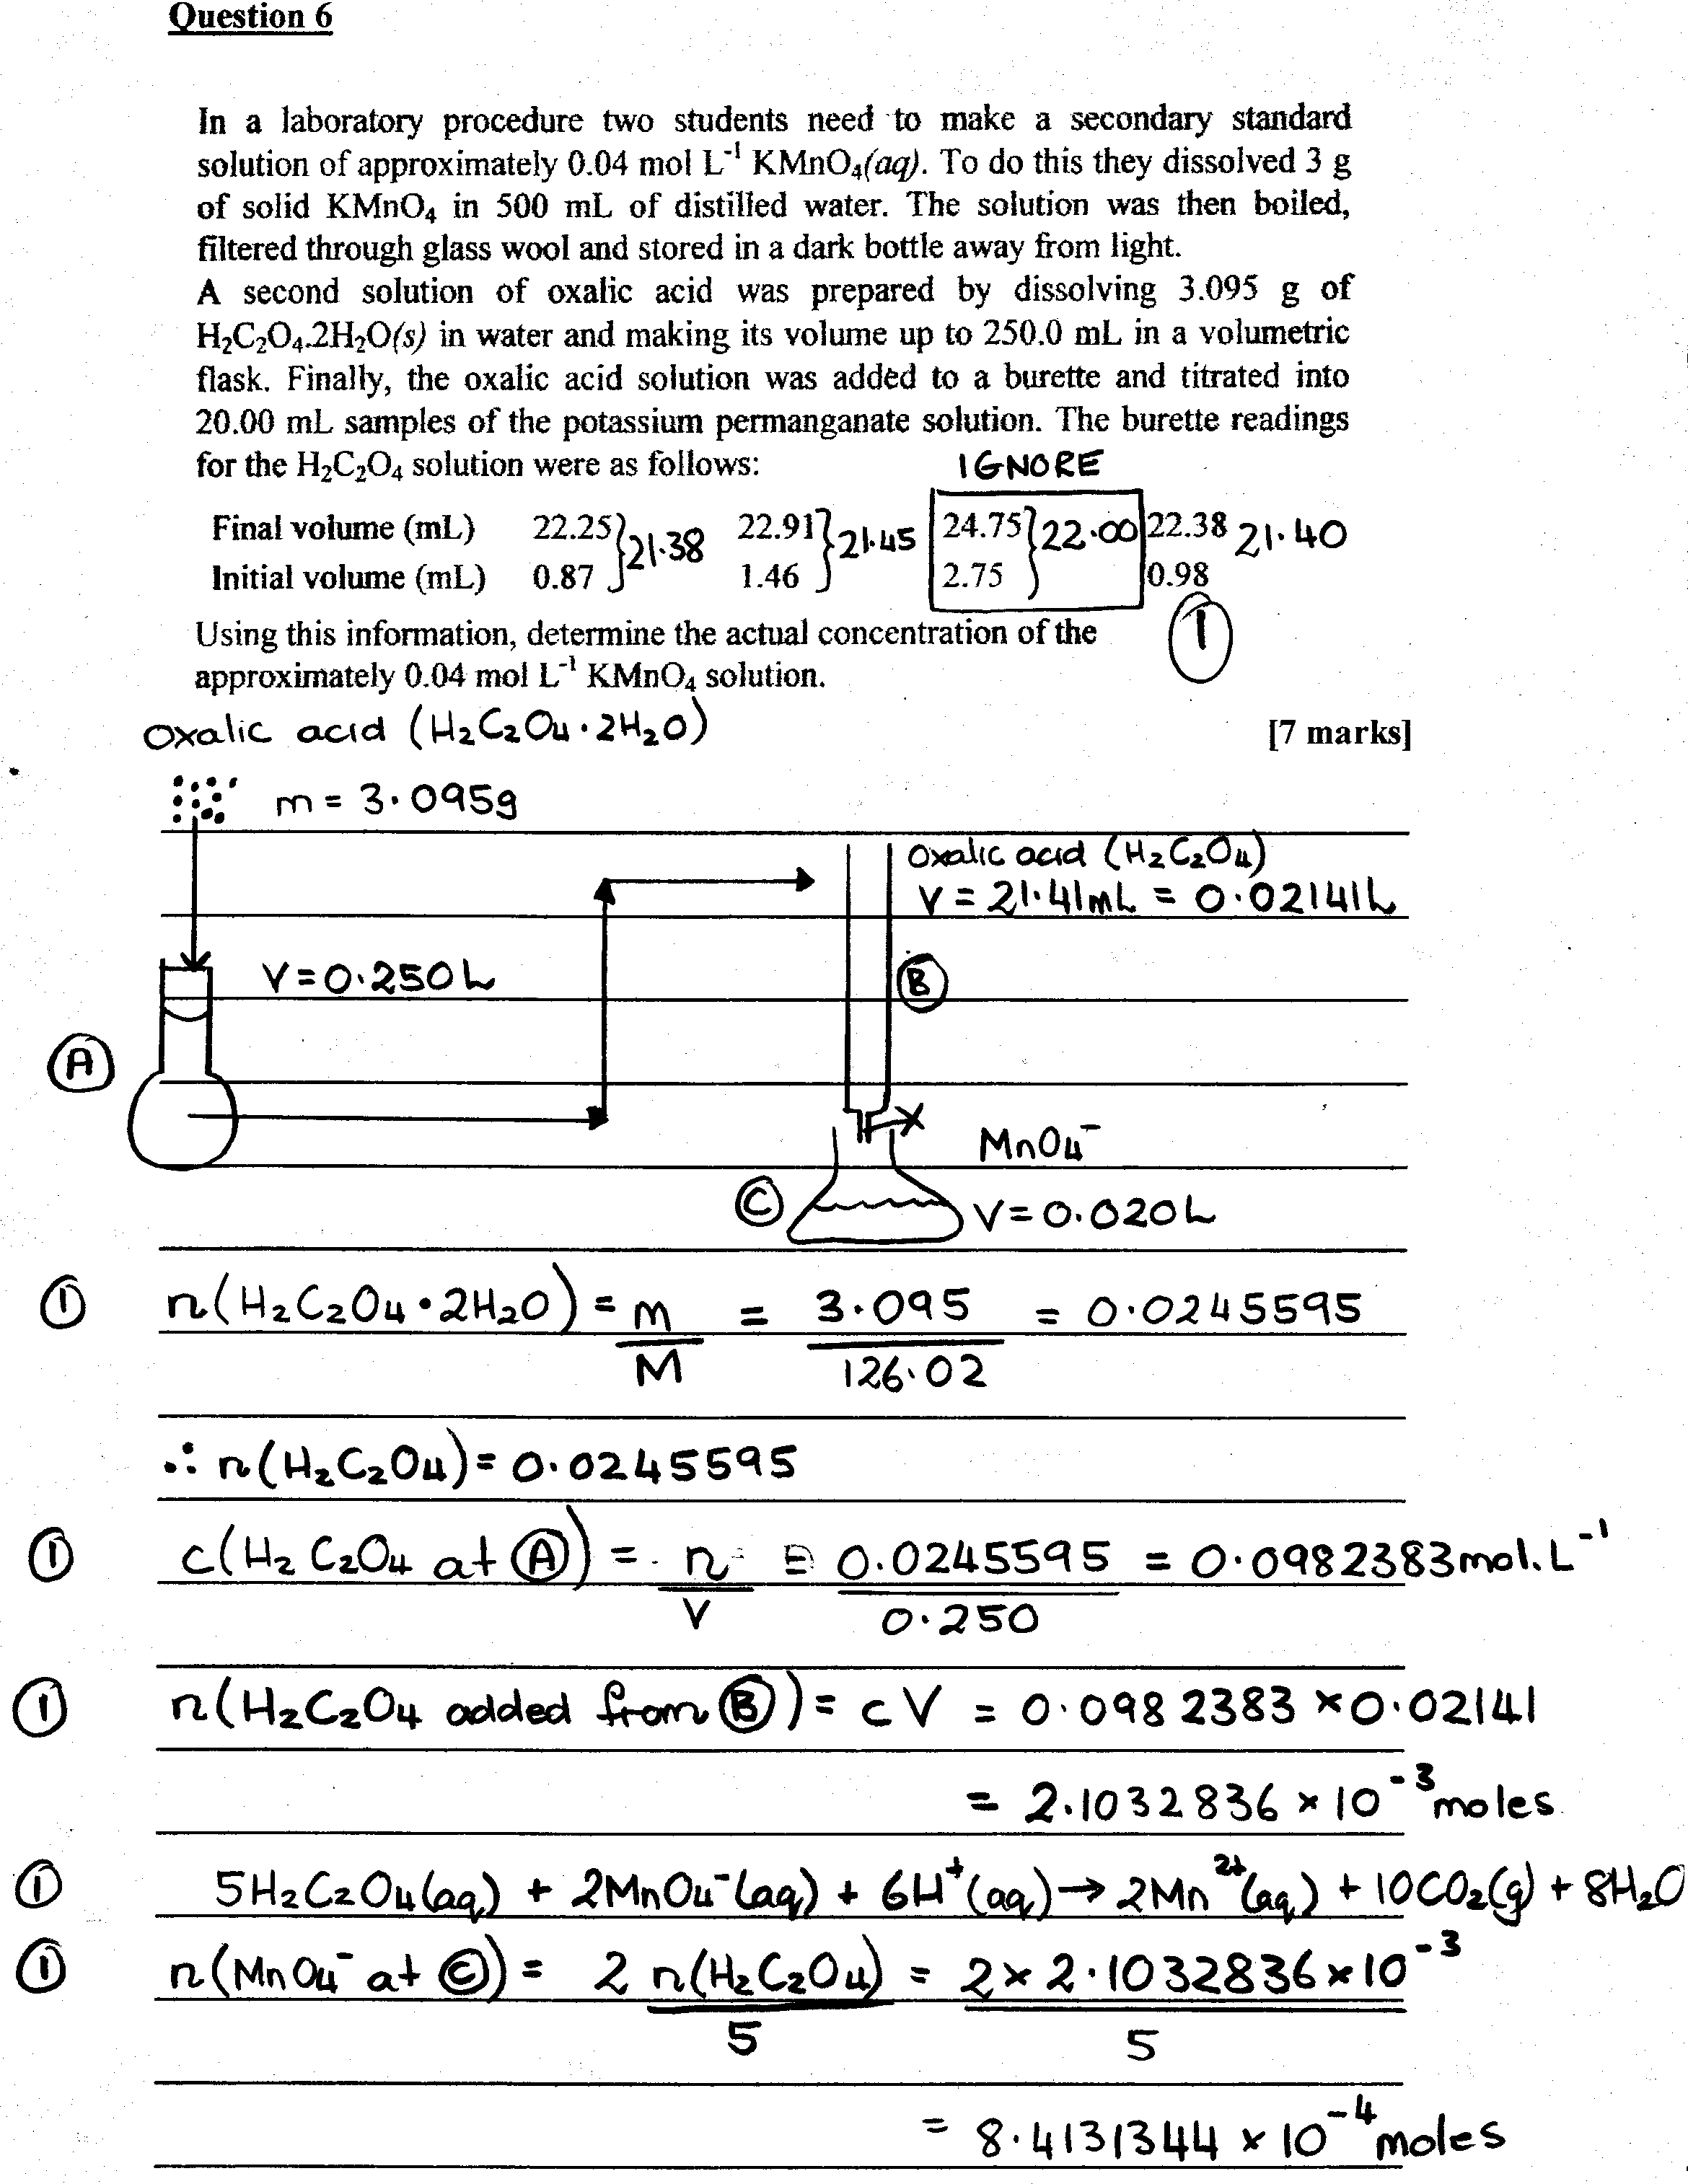 Question 6
In a laboratory procedure two students need to make a secondary standard
solution of approximately 0.04 mol L⁻¹ KMnO₄(aq). To do this they dissolved 3 g
of solid KMnO₄ in 500 mL of distilled water. The solution was then boiled,
filtered through glass wool and stored in a dark bottle away from light.
A second solution of oxalic acid was prepared by dissolving 3.095 g of
H₂C₂O₄.2H₂O(s) in water and making its volume up to 250.0 mL in a volumetric
flask. Finally, the oxalic acid solution was added to a burette and titrated into
20.00 mL samples of the potassium permanganate solution. The burette readings
for the H₂C₂O₄ solution were as follows:
IGNORE
Final volume (mL) 22.25 22.91 24.75 22.38
21.38 21.45 22.00 21.40
Initial volume (mL) 0.87 1.46 2.75 0.98
Using this information, determine the actual concentration of the
1
approximately 0.04 mol L⁻¹ KMnO₄ solution.
Oxalic acid (H₂C₂O₄·2H₂O)
[7 marks]
m = 3.095g
Oxalic acid (H₂C₂O₄)
V = 21.41mL = 0.02141L
V = 0.250L
B
A
MnO₄⁻
C
V = 0.020L
1 n(H₂C₂O₄•2H₂O) = m/M = 3.095/126.02 = 0.0245595
∴ n(H₂C₂O₄) = 0.0245595
1 c(H₂C₂O₄ at A) = n/V = 0.0245595/0.250 = 0.0982383mol.L⁻¹
1 n(H₂C₂O₄ added from B) = cV = 0.0982383 × 0.02141
= 2.1032836 × 10⁻³ moles
1 5H₂C₂O₄(aq) + 2MnO₄⁻(aq) + 6H⁺(aq) → 2Mn²⁺(aq) + 10CO₂(g) + 8H₂O
1 n(MnO₄⁻ at C) = 2 n(H₂C₂O₄)/5 = 2 × 2.1032836 × 10⁻³/5
= 8.4131344 × 10⁻⁴ moles